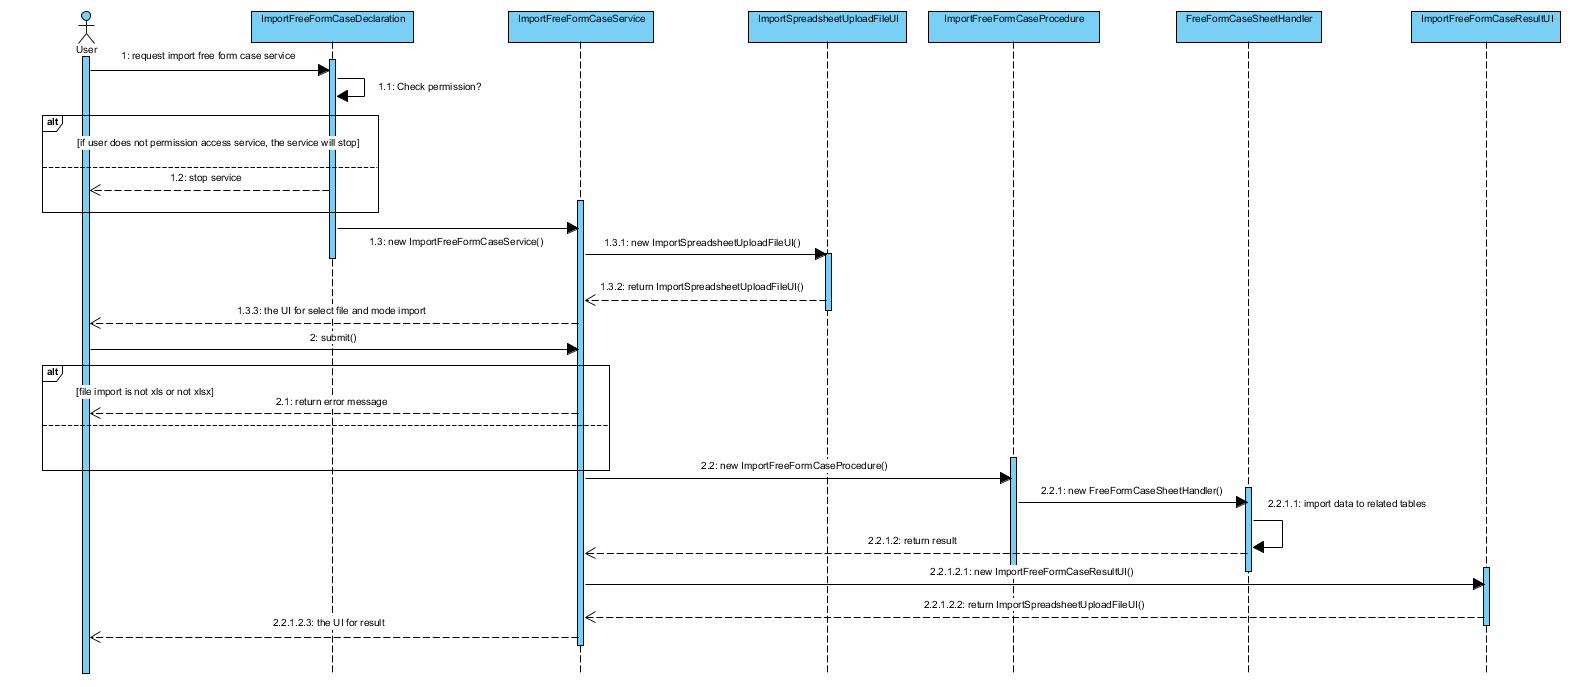 ImportFreeFormCaseDeclaration
ImportFreeFormCaseService
ImportSpreadsheetUploadFileUI
ImportFreeFormCaseProcedure
FreeFormCaseSheetHandler
ImportFreeFormCaseResultUI
User
1: request import free form case service
1.1: Check permission?
alt
[if user does not permission access service, the service will stop]
1.2: stop service
1.3: new ImportFreeFormCaseService()
1.3.1: new ImportSpreadsheetUploadFileUI()
1.3.2: return ImportSpreadsheetUploadFileUI()
1.3.3: the UI for select file and mode import
2: submit()
alt
[file import is not xls or not xlsx]
2.1: return error message
2.2: new ImportFreeFormCaseProcedure()
2.2.1: new FreeFormCaseSheetHandler()
2.2.1.1: import data to related tables
2.2.1.2: return result
2.2.1.2.1: new ImportFreeFormCaseResultUI()
2.2.1.2.2: return ImportSpreadsheetUploadFileUI()
2.2.1.2.3: the UI for result